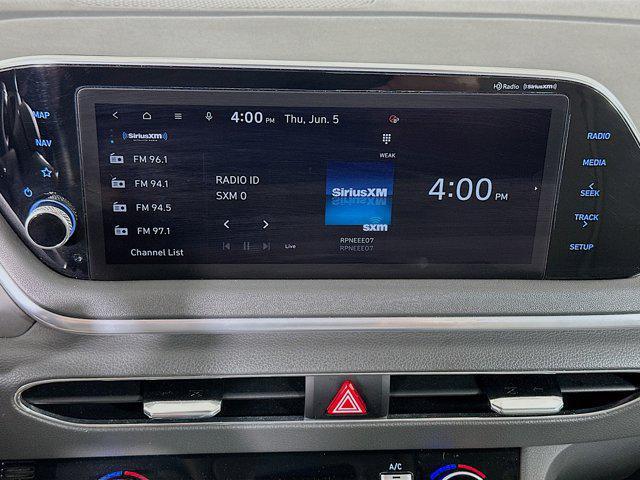 HD Radio (SiriusXM)
MAP
NAV
4:00 PM Thu, Jun. 5
((SiriusXM))
FM 96.1
FM 94.1
FM 94.5
FM 97.1
Channel List
RADIO ID
SXM 0
Live
WEAK
SiriusXM
sxm
RPNEEE07
RPNEEE07
4:00 PM
RADIO
MEDIA
SEEK
TRACK
SETUP
A/C